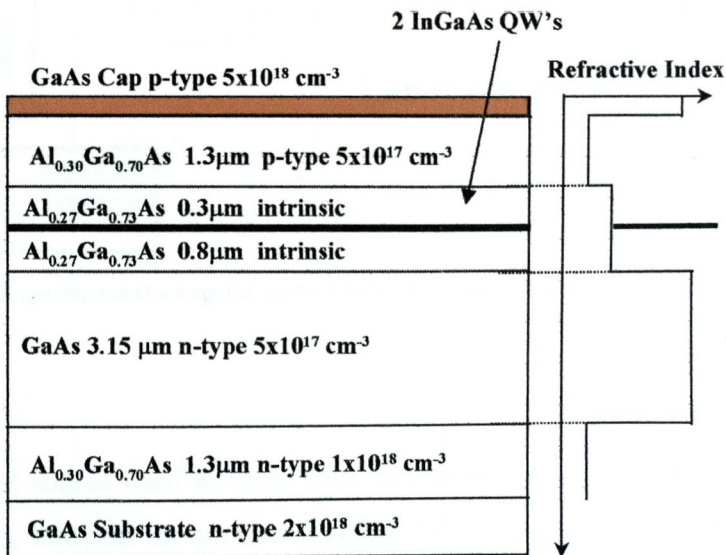 2 InGaAs QW's
GaAs Cap p-type 5x10¹⁸ cm⁻³
Refractive Index
Al₀.₃₀Ga₀.₇₀As 1.3μm p-type 5x10¹⁷ cm⁻³
Al₀.₂₇Ga₀.₇₃As 0.3μm intrinsic
Al₀.₂₇Ga₀.₇₃As 0.8μm intrinsic
GaAs 3.15 μm n-type 5x10¹⁷ cm⁻³
Al₀.₃₀Ga₀.₇₀As 1.3μm n-type 1x10¹⁸ cm⁻³
GaAs Substrate n-type 2x10¹⁸ cm⁻³